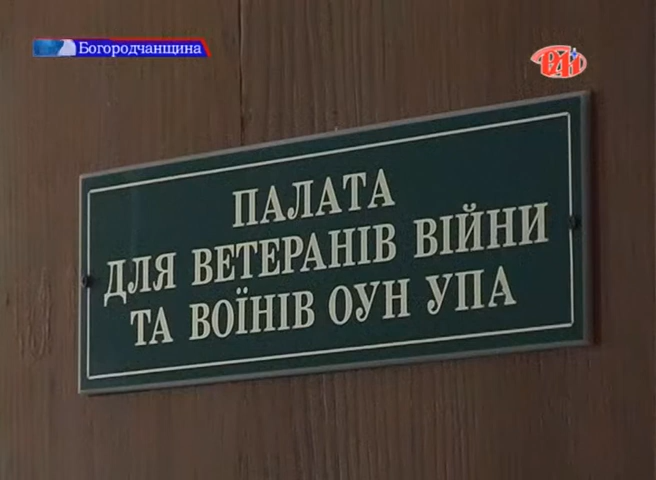 Богородчанщина
ПАЛАТА
ДЛЯ ВЕТЕРАНІВ ВІЙНИ
ТА ВОЇНІВ ОУН УПА